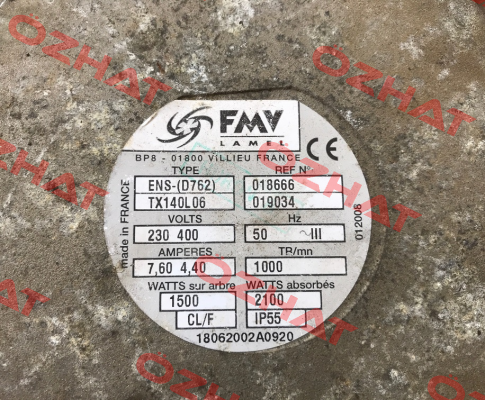 FMV
LAMEL
BP8 - 01800 VILLIEU FRANCE
CE
TYPE REF N°
ENS-(D762) 018666
TX140L06 019034
VOLTS Hz
230 400 50 III
AMPERES TR/mn
7,60 4,40 1000
WATTS sur arbre WATTS absorbés
1500 2100
CL/F IP55
18062002A0920
made in FRANCE
012006
OZHAT
OZHAT
OZHAT
OZHAT
OZHAT
OZHAT
OZHAT